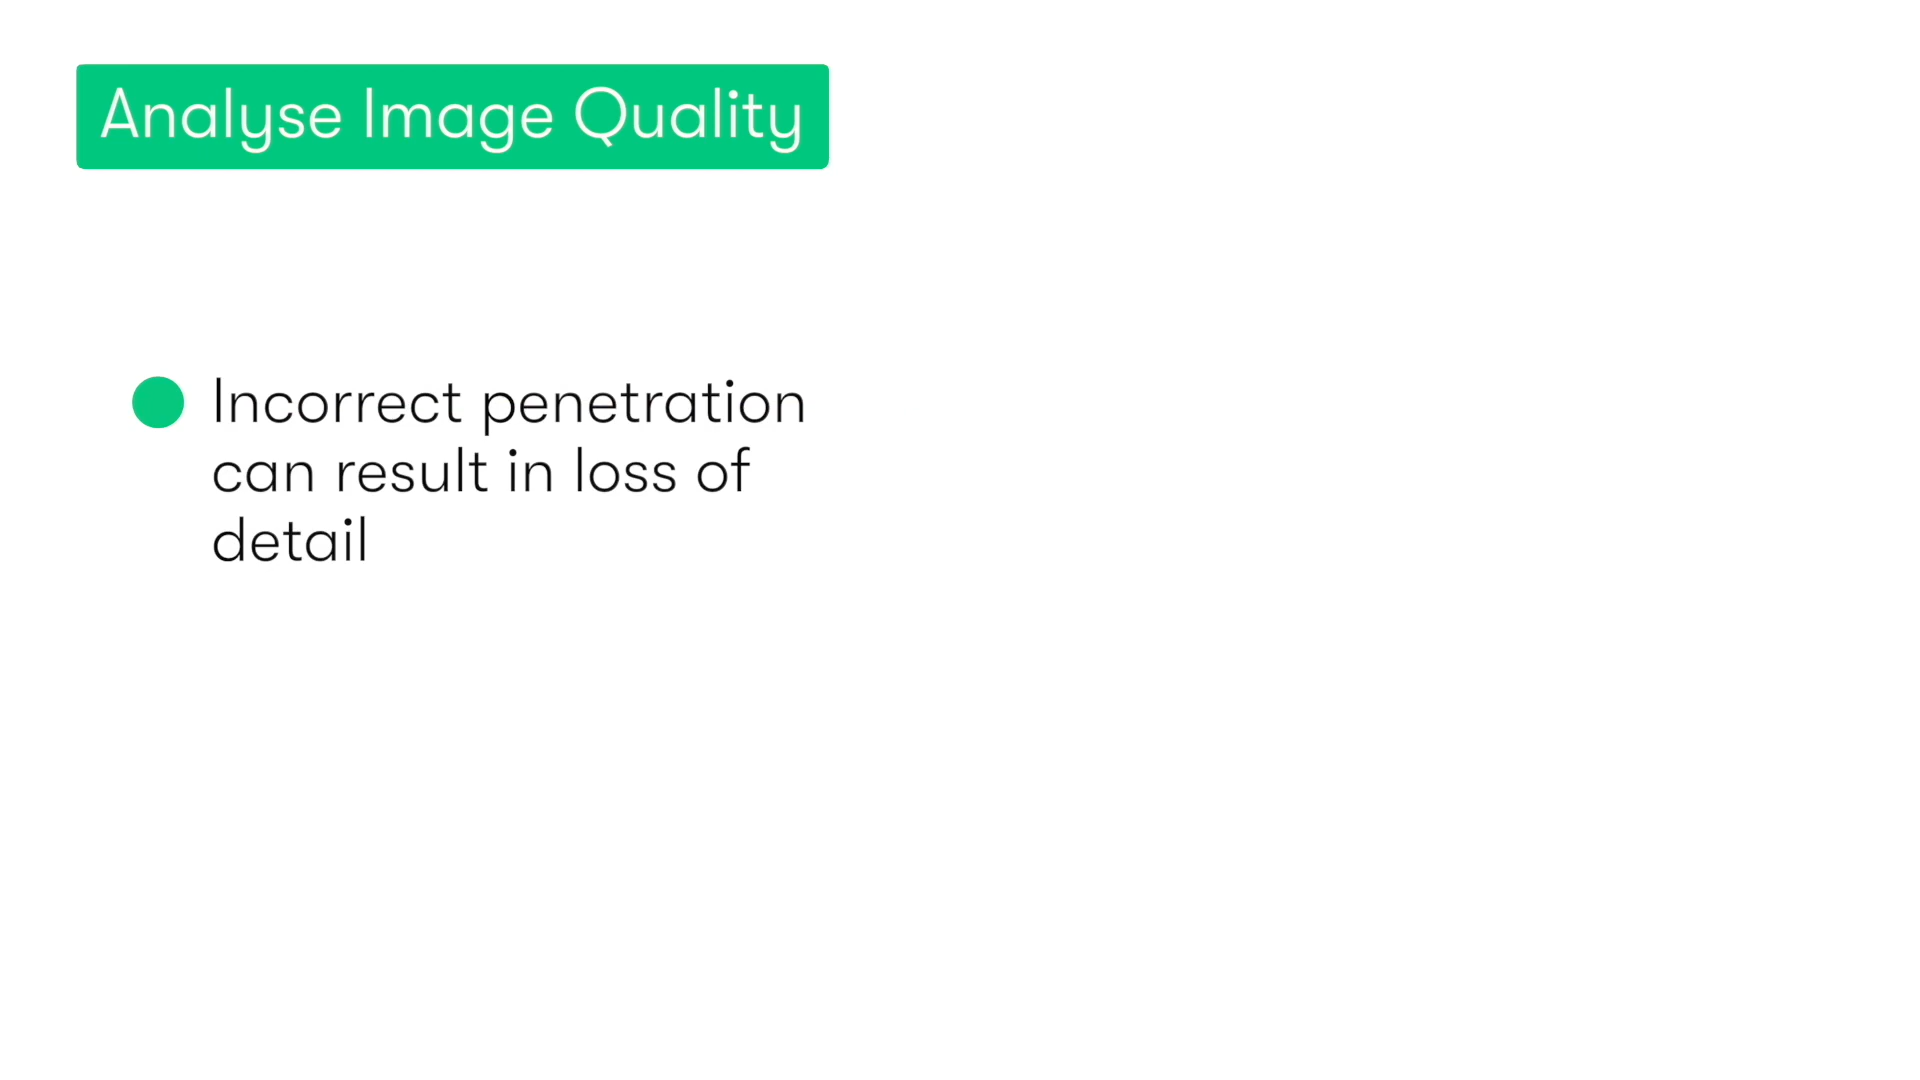 Analyse Image Quality
Incorrect penetration
can result in loss of
detail